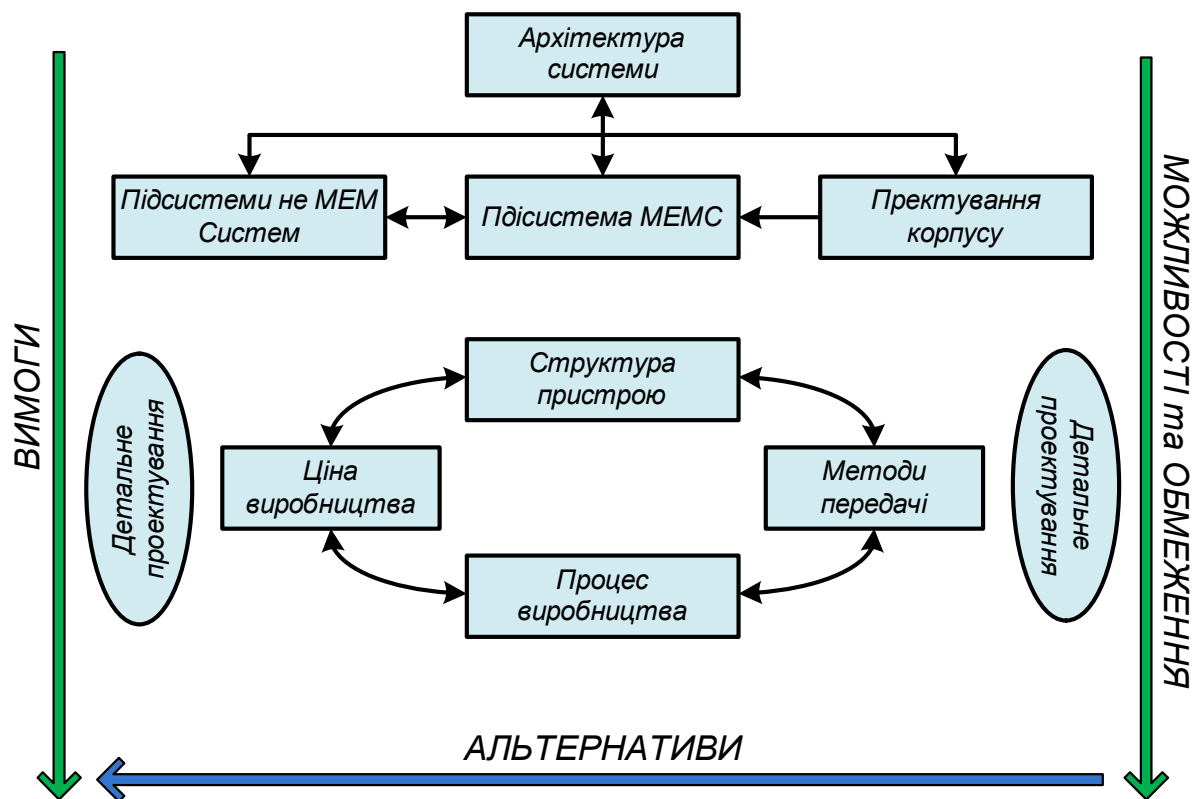 Архітектура
системи
Підсистеми не МЕМ
Систем
Пдісистема МЕМС
Пректування
корпусу
ВИМОГИ
МОЖЛИВОСТІ та ОБМЕЖЕННЯ
Детальне
проектування
Структура
пристрою
Ціна
виробництва
Методи
передачі
Процес
виробництва
Детальне
проектування
АЛЬТЕРНАТИВИ